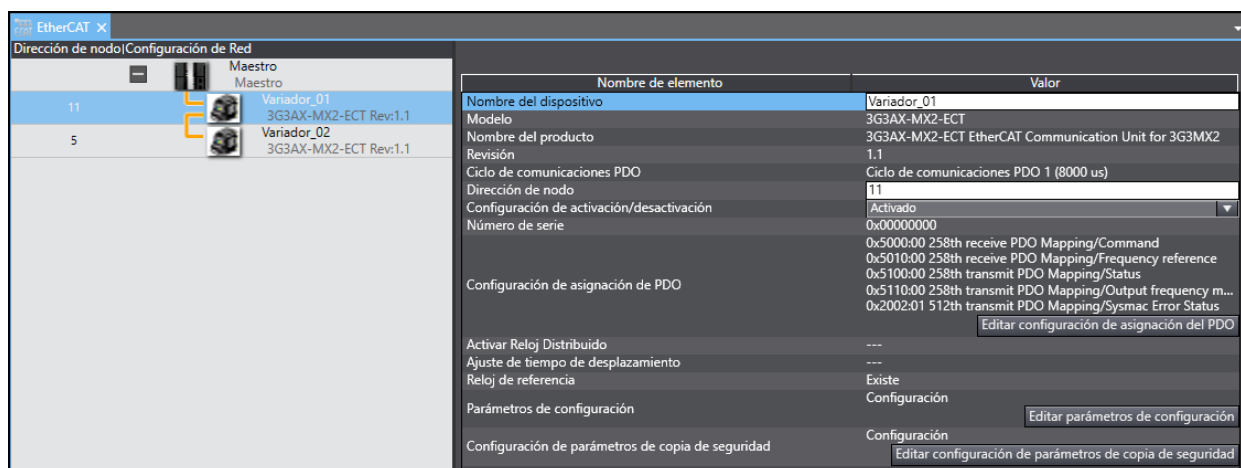 EtherCAT
Dirección de nodo|Configuración de Red
Maestro
Maestro
11
Variador_01
3G3AX-MX2-ECT Rev:1.1
5
Variador_02
3G3AX-MX2-ECT Rev:1.1
Nombre de elemento Valor
Nombre del dispositivo Variador_01
Modelo 3G3AX-MX2-ECT
Nombre del producto 3G3AX-MX2-ECT EtherCAT Communication Unit for 3G3MX2
Revisión 1.1
Ciclo de comunicaciones PDO Ciclo de comunicaciones PDO 1 (8000 us)
Dirección de nodo 11
Configuración de activación/desactivación Activado
Número de serie 0x00000000
Configuración de asignación de PDO
0x5000:00 258th receive PDO Mapping/Command
0x5010:00 258th receive PDO Mapping/Frequency reference
0x5100:00 258th transmit PDO Mapping/Status
0x5110:00 258th transmit PDO Mapping/Output frequency m...
0x2002:01 512th transmit PDO Mapping/Sysmac Error Status
Editar configuración de asignación del PDO
Activar Reloj Distribuido ---
Ajuste de tiempo de desplazamiento ---
Reloj de referencia Existe
Parámetros de configuración Configuración
Editar parámetros de configuración
Configuración de parámetros de copia de seguridad Configuración
Editar configuración de parámetros de copia de seguridad